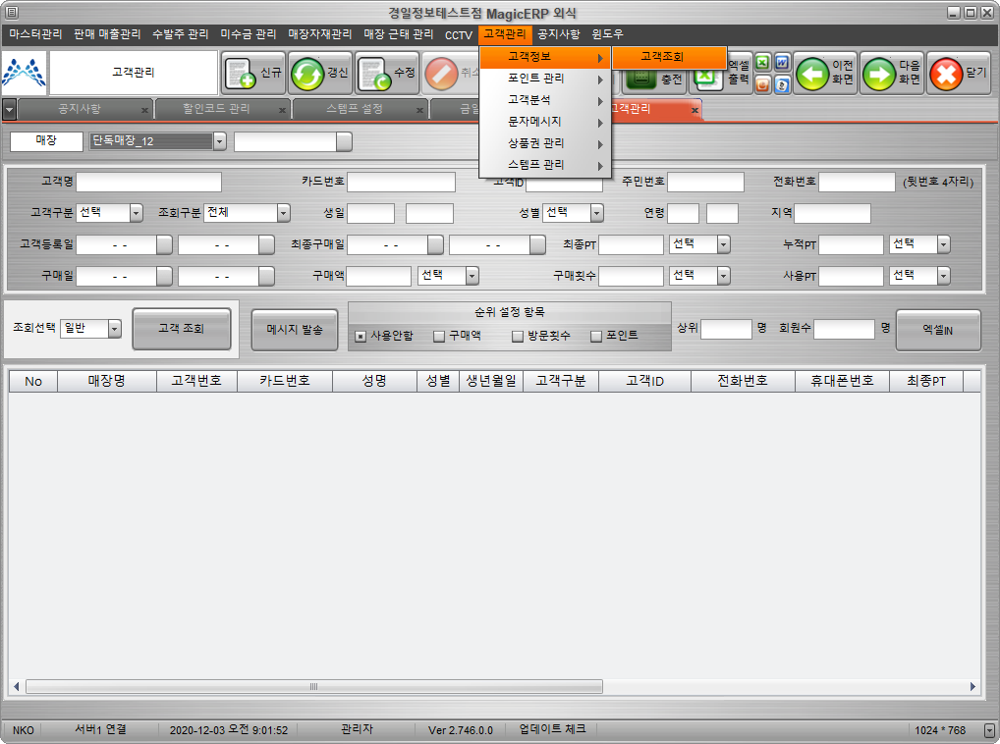 경일정보테스트점 MagicERP 외식
마스터관리 판매 매출관리 수발주 관리 미수금 관리 매장자재관리 매장 근태 관리 CCTV 고객관리 공지사항 윈도우
고객정보 고객조회
포인트 관리
고객분석
문자메시지
상품권 관리
스템프 관리
고객관리 신규 갱신 수정 충전 엑셀 출력 이전 화면 다음 화면 닫기
공지사항 할인코드 관리 스템프 설정 고객관리
매장 단독매장_12
고객명 카드번호 고객ID 주민번호 전화번호 (뒷번호 4자리)
고객구분 선택 조회구분 전체 생일 성별 선택 연령 지역
고객등록일 - - - - 최종구매일 - - - - 최종PT 선택 누적PT 선택
구매일 - - - - 구매액 선택 구매횟수 선택 사용PT 선택
조회선택 일반 고객 조회 메시지 발송
순위 설정 항목
사용안함 구매액 방문횟수 포인트
상위 명 회원수 명 엑셀IN
No 매장명 고객번호 카드번호 성명 성별 생년월일 고객구분 고객ID 전화번호 휴대폰번호 최종PT
NKO 서버1 연결 2020-12-03 오전 9:01:52 관리자 Ver 2.746.0.0 업데이트 체크 1024 * 768